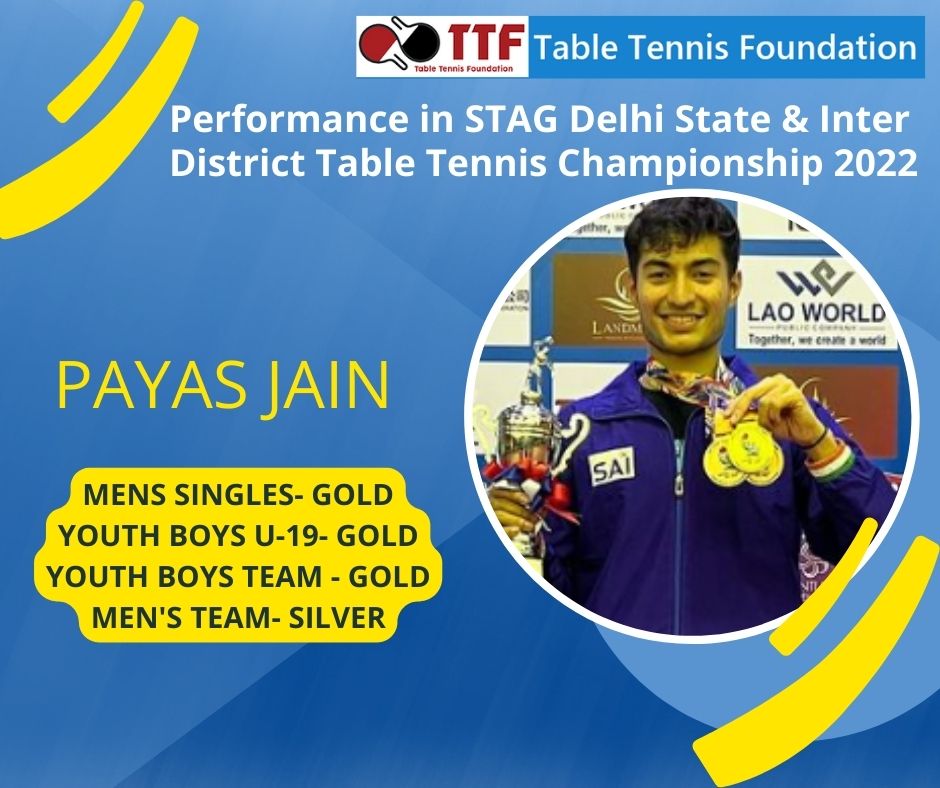 TTF
Table Tennis Foundation
Table Tennis Foundation
Performance in STAG Delhi State & Inter
District Table Tennis Championship 2022
LAO WORLD
PUBLIC COMPANY
Together, we create a world
PAYAS JAIN
SAI
MENS SINGLES- GOLD
YOUTH BOYS U-19- GOLD
YOUTH BOYS TEAM - GOLD
MEN'S TEAM- SILVER